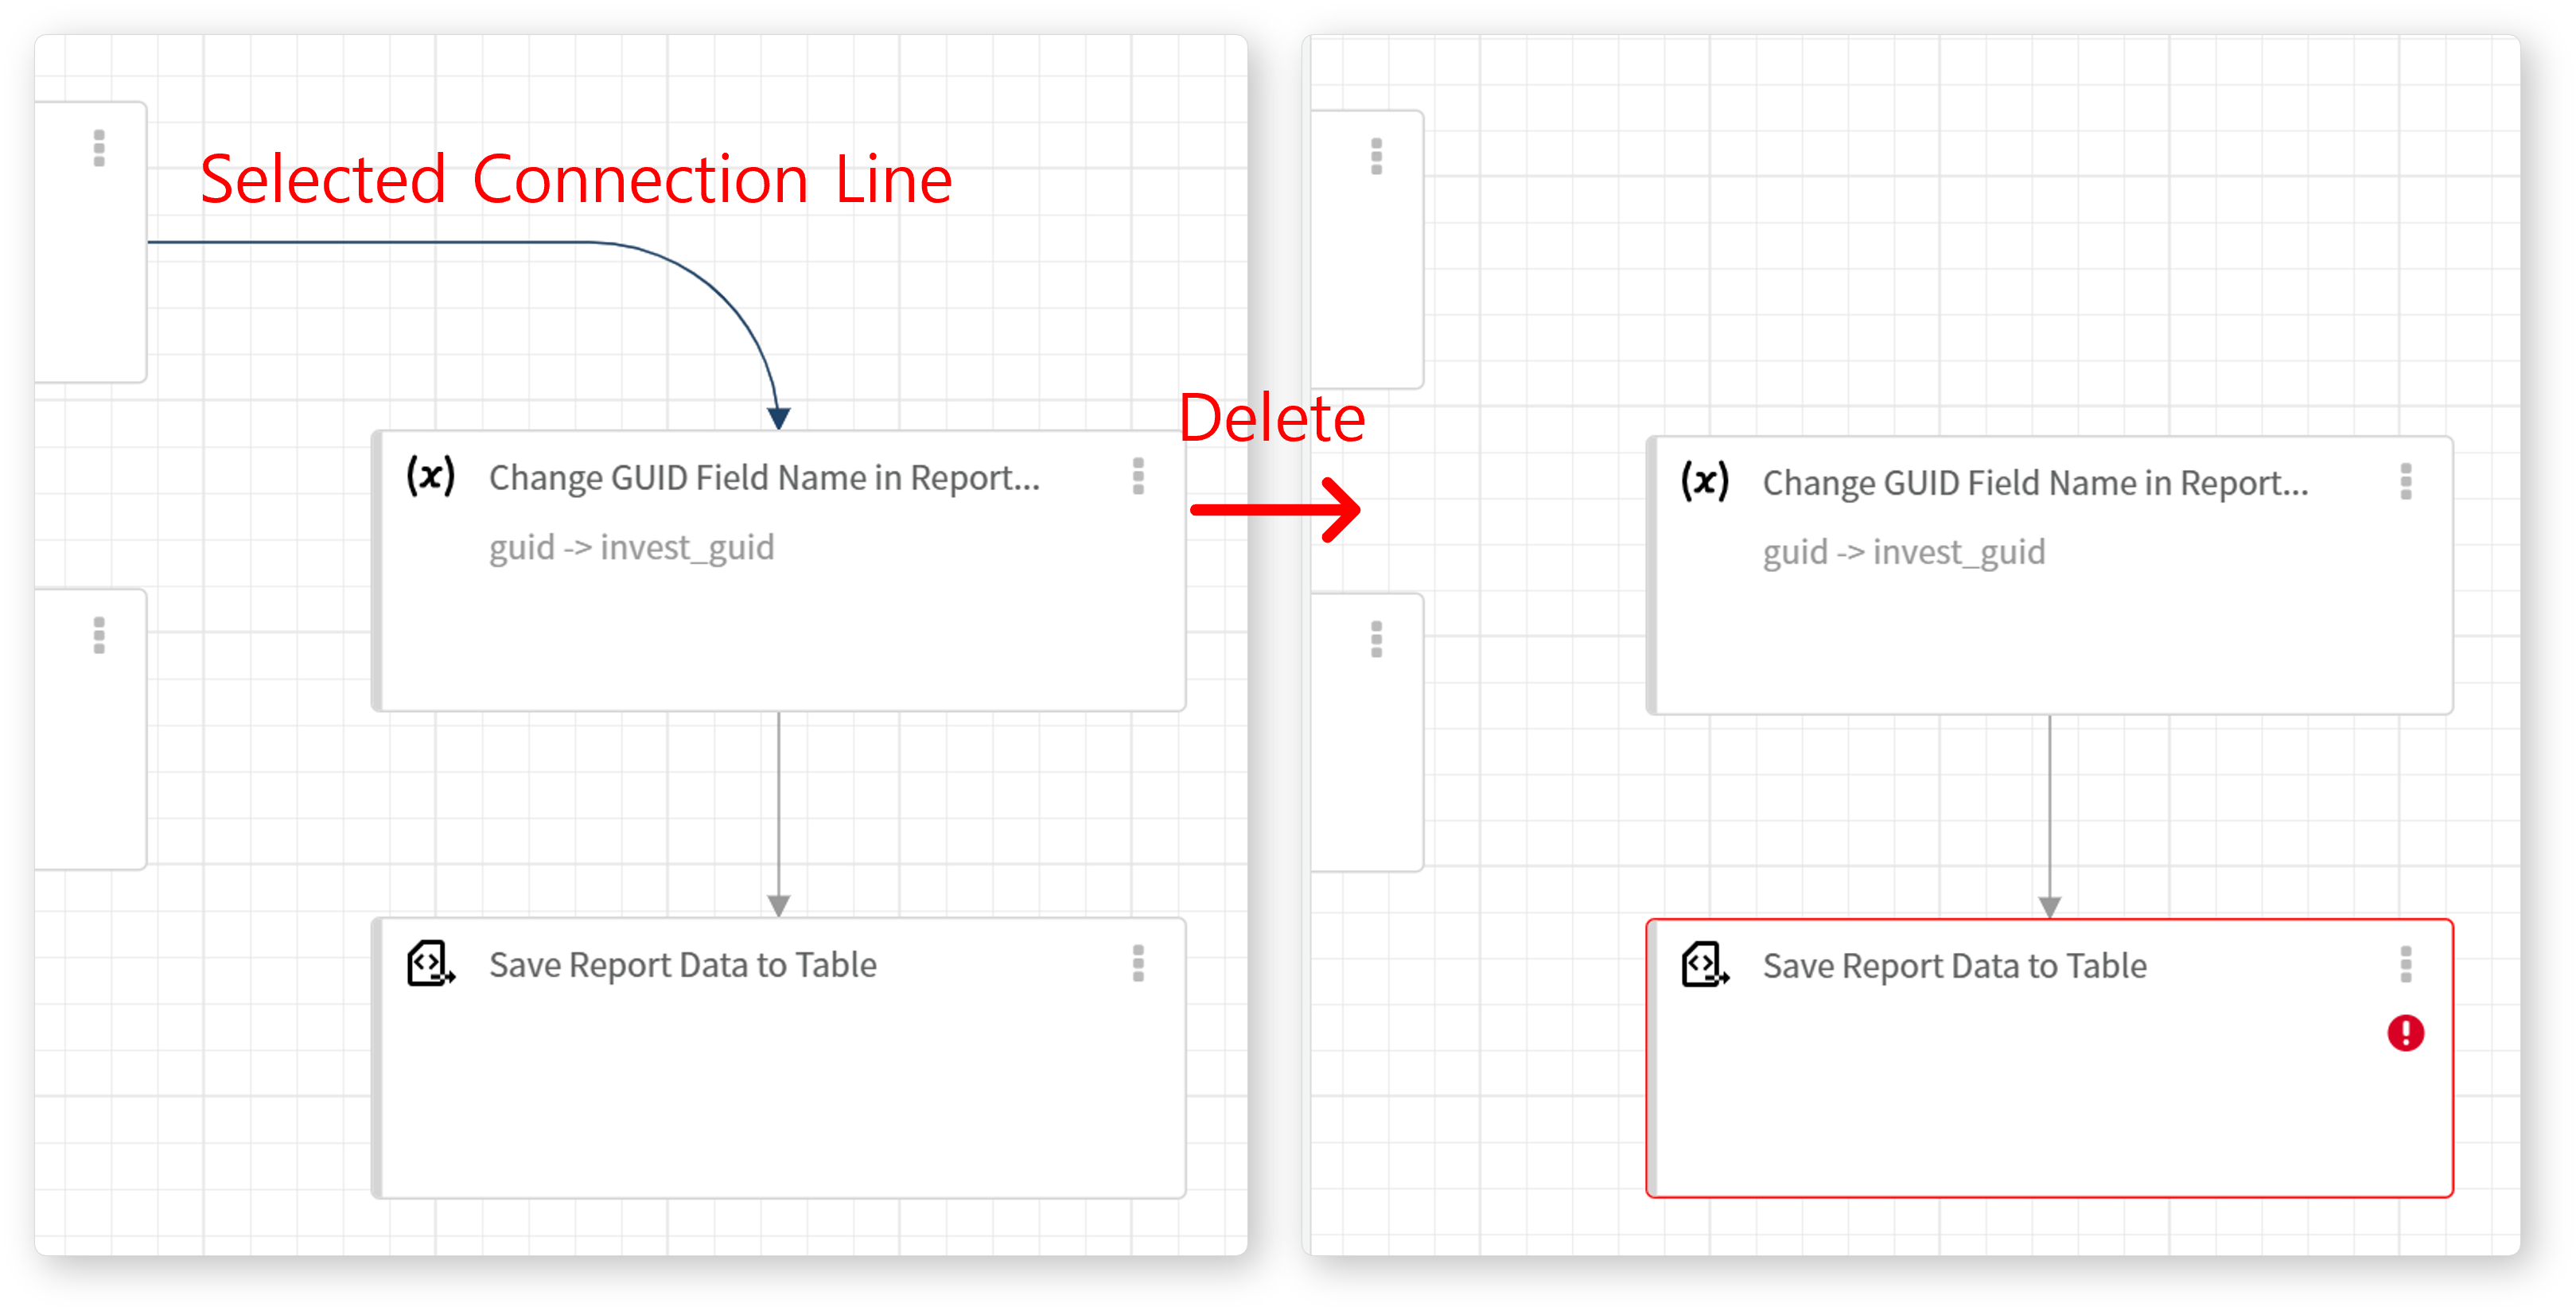 Selected Connection Line
(x) Change GUID Field Name in Report...
guid -> invest_guid
Save Report Data to Table
Delete
(x) Change GUID Field Name in Report...
guid -> invest_guid
Save Report Data to Table